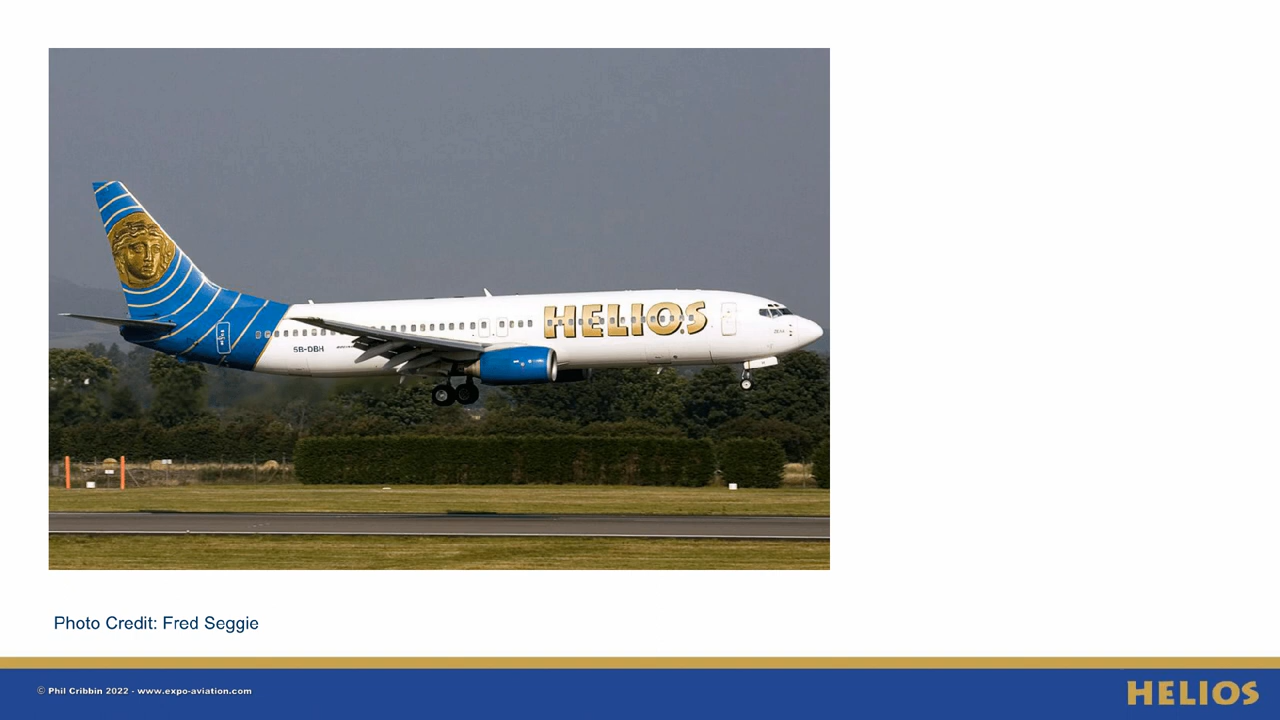 HELIOS
5B-DBH
Photo Credit: Fred Seggie
© Phil Cribbin 2022 - www.expo-aviation.com
HELIOS